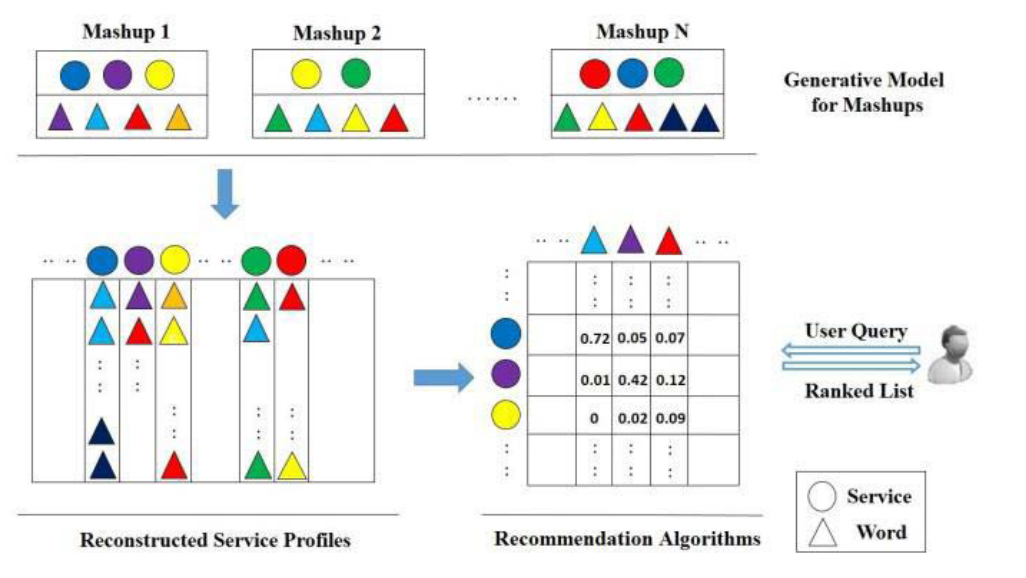 Mashup 1
Mashup 2
Mashup N
......
Generative Model
for Mashups
0.72 0.05 0.07
0.01 0.42 0.12
0 0.02 0.09
User Query
Ranked List
Service
Word
Reconstructed Service Profiles
Recommendation Algorithms